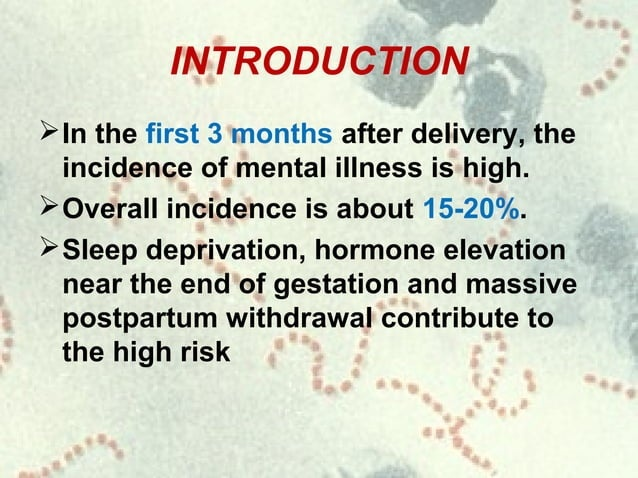 INTRODUCTION
➢In the first 3 months after delivery, the
incidence of mental illness is high.
➢Overall incidence is about 15-20%.
➢Sleep deprivation, hormone elevation
near the end of gestation and massive
postpartum withdrawal contribute to
the high risk